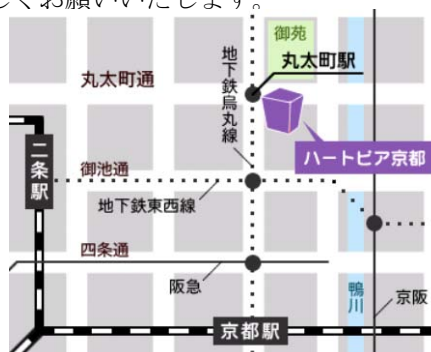 しくお願いいたします。
御苑
丸太町駅
地下鉄烏丸線
丸太町通
ハートピア京都
二条駅
御池通
地下鉄東西線
四条通
阪急
鴨川
京阪
京都駅